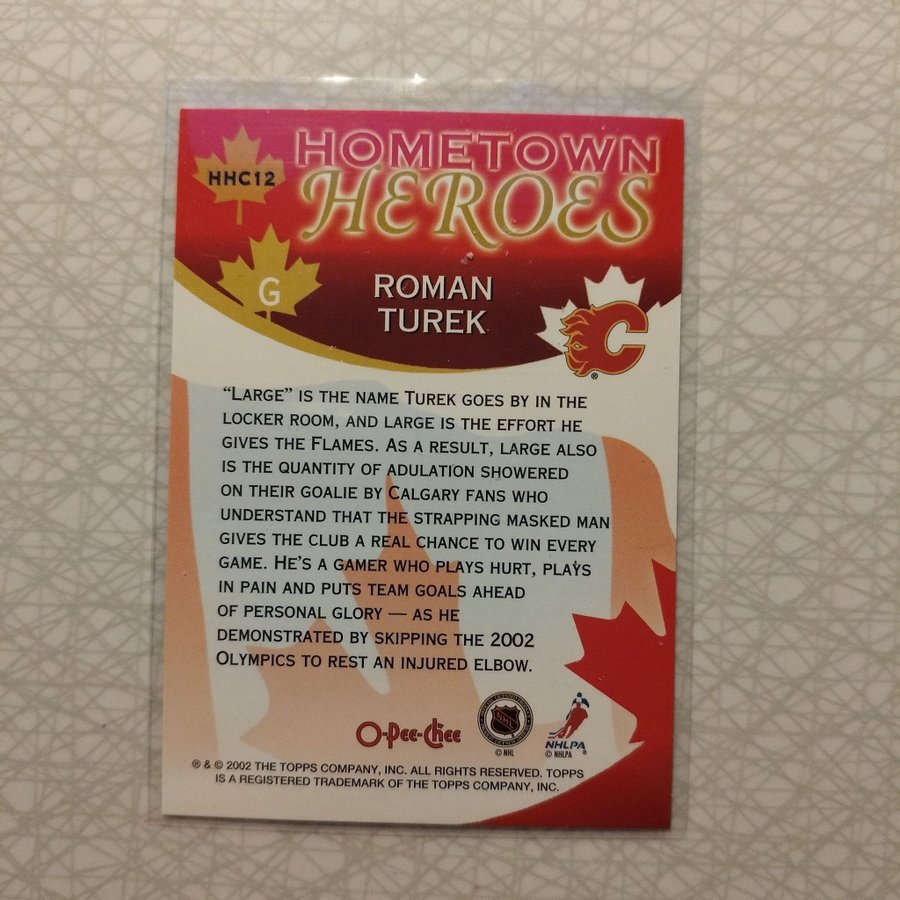 HOMETOWN
HHC12
HEROES
G
ROMAN
TUREK
C
®
“LARGE” IS THE NAME TUREK GOES BY IN THE
LOCKER ROOM, AND LARGE IS THE EFFORT HE
GIVES THE FLAMES. AS A RESULT, LARGE ALSO
IS THE QUANTITY OF ADULATION SHOWERED
ON THEIR GOALIE BY CALGARY FANS WHO
UNDERSTAND THAT THE STRAPPING MASKED MAN
GIVES THE CLUB A REAL CHANCE TO WIN EVERY
GAME. HE’S A GAMER WHO PLAYS HURT, PLAYS
IN PAIN AND PUTS TEAM GOALS AHEAD
OF PERSONAL GLORY — AS HE
DEMONSTRATED BY SKIPPING THE 2002
OLYMPICS TO REST AN INJURED ELBOW.
O-Pee-Chee
NHL
© NHL
NHLPA®
© NHLPA
® & © 2002 THE TOPPS COMPANY, INC. ALL RIGHTS RESERVED. TOPPS
IS A REGISTERED TRADEMARK OF THE TOPPS COMPANY, INC.